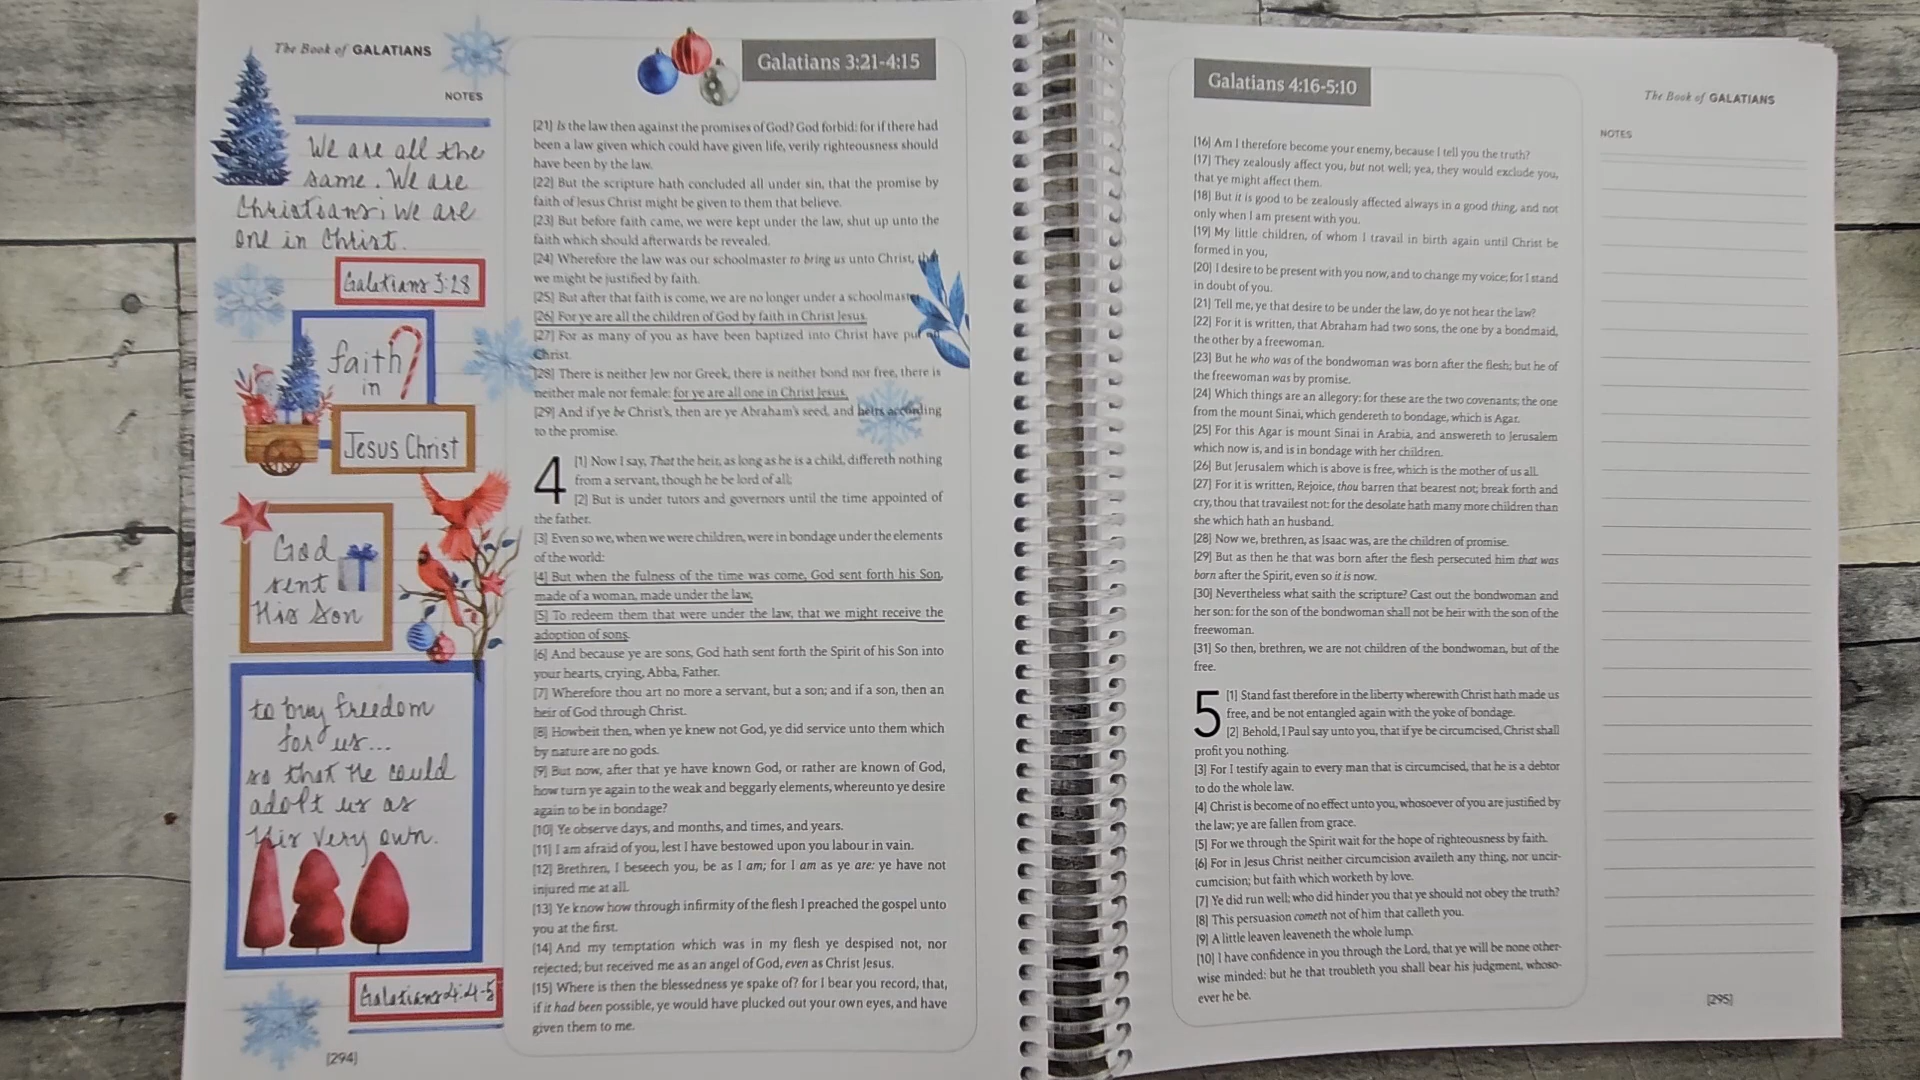 The Book of GALATIANS
NOTES
We are all the
same. We are
Christians; we are
one in Christ.
Galatians 3:28
faith
in
Jesus Christ
God
sent
His Son
to buy freedom
for us...
so that He could
adopt us as
His very own.
Galatians 4:4-5
[294]
Galatians 3:21-4:15
[21] Is the law then against the promises of God? God forbid: for if there had
been a law given which could have given life, verily righteousness should
have been by the law.
[22] But the scripture hath concluded all under sin, that the promise by
faith of Jesus Christ might be given to them that believe.
[23] But before faith came, we were kept under the law, shut up unto the
faith which should afterwards be revealed.
[24] Wherefore the law was our schoolmaster to bring us unto Christ, that
we might be justified by faith.
[25] But after that faith is come, we are no longer under a schoolmaster.
[26] For ye are all the children of God by faith in Christ Jesus.
[27] For as many of you as have been baptized into Christ have put on
Christ.
[28] There is neither Jew nor Greek, there is neither bond nor free, there is
neither male nor female: for ye are all one in Christ Jesus.
[29] And if ye be Christ's, then are ye Abraham's seed, and heirs according
to the promise.
4 [1] Now I say, That the heir, as long as he is a child, differeth nothing
from a servant, though he be lord of all;
[2] But is under tutors and governors until the time appointed of
the father.
[3] Even so we, when we were children, were in bondage under the elements
of the world:
[4] But when the fulness of the time was come, God sent forth his Son,
made of a woman, made under the law,
[5] To redeem them that were under the law, that we might receive the
adoption of sons.
[6] And because ye are sons, God hath sent forth the Spirit of his Son into
your hearts, crying, Abba, Father.
[7] Wherefore thou art no more a servant, but a son; and if a son, then an
heir of God through Christ.
[8] Howbeit then, when ye knew not God, ye did service unto them which
by nature are no gods.
[9] But now, after that ye have known God, or rather are known of God,
how turn ye again to the weak and beggarly elements, whereunto ye desire
again to be in bondage?
[10] Ye observe days, and months, and times, and years.
[11] I am afraid of you, lest I have bestowed upon you labour in vain.
[12] Brethren, I beseech you, be as I am; for I am as ye are: ye have not
injured me at all.
[13] Ye know how through infirmity of the flesh I preached the gospel unto
you at the first.
[14] And my temptation which was in my flesh ye despised not, nor
rejected; but received me as an angel of God, even as Christ Jesus.
[15] Where is then the blessedness ye spake of? for I bear you record, that,
if it had been possible, ye would have plucked out your own eyes, and have
given them to me.
Galatians 4:16-5:10
[16] Am I therefore become your enemy, because I tell you the truth?
[17] They zealously affect you, but not well; yea, they would exclude you,
that ye might affect them.
[18] But it is good to be zealously affected always in a good thing, and not
only when I am present with you.
[19] My little children, of whom I travail in birth again until Christ be
formed in you,
[20] I desire to be present with you now, and to change my voice; for I stand
in doubt of you.
[21] Tell me, ye that desire to be under the law, do ye not hear the law?
[22] For it is written, that Abraham had two sons, the one by a bondmaid,
the other by a freewoman.
[23] But he who was of the bondwoman was born after the flesh; but he of
the freewoman was by promise.
[24] Which things are an allegory: for these are the two covenants; the one
from the mount Sinai, which gendereth to bondage, which is Agar.
[25] For this Agar is mount Sinai in Arabia, and answereth to Jerusalem
which now is, and is in bondage with her children.
[26] But Jerusalem which is above is free, which is the mother of us all.
[27] For it is written, Rejoice, thou barren that bearest not; break forth and
cry, thou that travailest not: for the desolate hath many more children than
she which hath an husband.
[28] Now we, brethren, as Isaac was, are the children of promise.
[29] But as then he that was born after the flesh persecuted him that was
born after the Spirit, even so it is now.
[30] Nevertheless what saith the scripture? Cast out the bondwoman and
her son: for the son of the bondwoman shall not be heir with the son of the
freewoman.
[31] So then, brethren, we are not children of the bondwoman, but of the
free.
5 [1] Stand fast therefore in the liberty wherewith Christ hath made us
free, and be not entangled again with the yoke of bondage.
[2] Behold, I Paul say unto you, that if ye be circumcised, Christ shall
profit you nothing.
[3] For I testify again to every man that is circumcised, that he is a debtor
to do the whole law.
[4] Christ is become of no effect unto you, whosoever of you are justified by
the law; ye are fallen from grace.
[5] For we through the Spirit wait for the hope of righteousness by faith.
[6] For in Jesus Christ neither circumcision availeth any thing, nor uncir-
cumcision; but faith which worketh by love.
[7] Ye did run well; who did hinder you that ye should not obey the truth?
[8] This persuasion cometh not of him that calleth you.
[9] A little leaven leaveneth the whole lump.
[10] I have confidence in you through the Lord, that ye will be none other-
wise minded: but he that troubleth you shall bear his judgment, whoso-
ever he be.
The Book of GALATIANS
NOTES
[295]